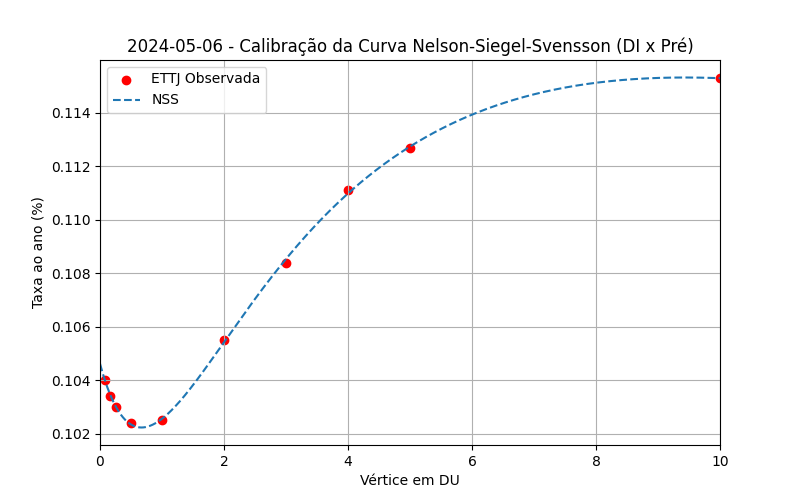 2024-05-06 - Calibração da Curva Nelson-Siegel-Svensson (DI x Pré)
ETTJ Observada
NSS
Taxa ao ano (%)
0.114
0.112
0.110
0.108
0.106
0.104
0.102
0 2 4 6 8 10
Vértice em DU